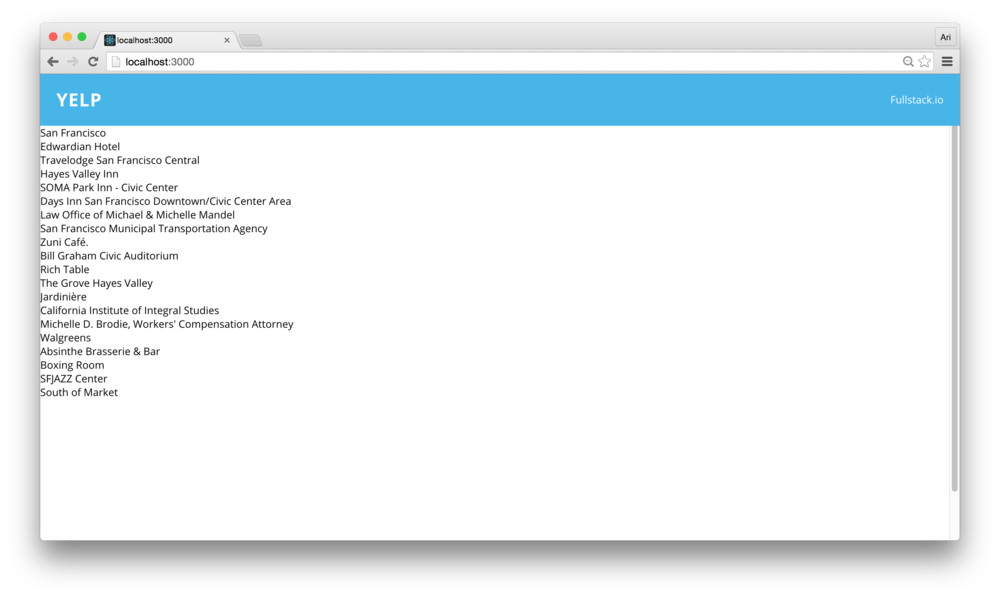 localhost:3000
Ari
localhost:3000
YELP
Fullstack.io
San Francisco
Edwardian Hotel
Travelodge San Francisco Central
Hayes Valley Inn
SOMA Park Inn - Civic Center
Days Inn San Francisco Downtown/Civic Center Area
Law Office of Michael & Michelle Mandel
San Francisco Municipal Transportation Agency
Zuni Café.
Bill Graham Civic Auditorium
Rich Table
The Grove Hayes Valley
Jardinière
California Institute of Integral Studies
Michelle D. Brodie, Workers' Compensation Attorney
Walgreens
Absinthe Brasserie & Bar
Boxing Room
SFJAZZ Center
South of Market